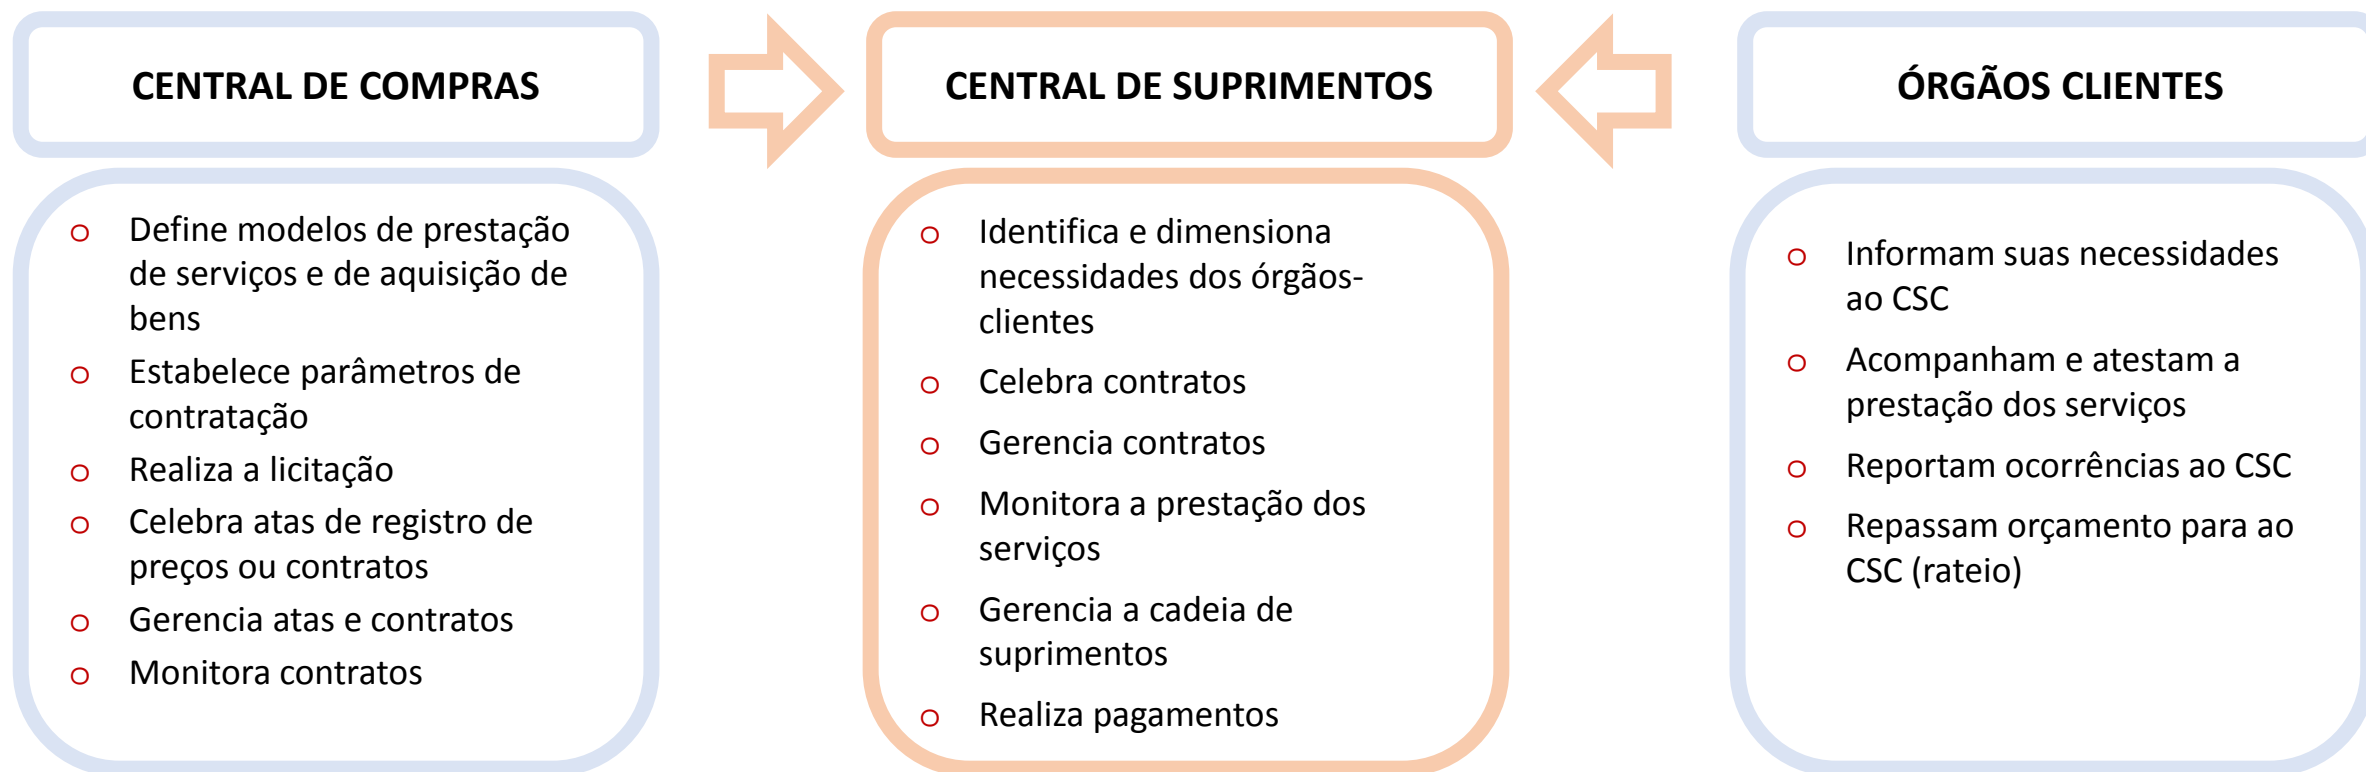 CENTRAL DE COMPRAS
Define modelos de prestação
de serviços e de aquisição de
bens
Estabelece parâmetros de
contratação
Realiza a licitação
Celebra atas de registro de
preços ou contratos
Gerencia atas e contratos
Monitora contratos
CENTRAL DE SUPRIMENTOS
Identifica e dimensiona
necessidades dos órgãos-
clientes
Celebra contratos
Gerencia contratos
Monitora a prestação dos
serviços
Gerencia a cadeia de
suprimentos
Realiza pagamentos
ÓRGÃOS CLIENTES
Informam suas necessidades
ao CSC
Acompanham e atestam a
prestação dos serviços
Reportam ocorrências ao CSC
Repassam orçamento para ao
CSC (rateio)